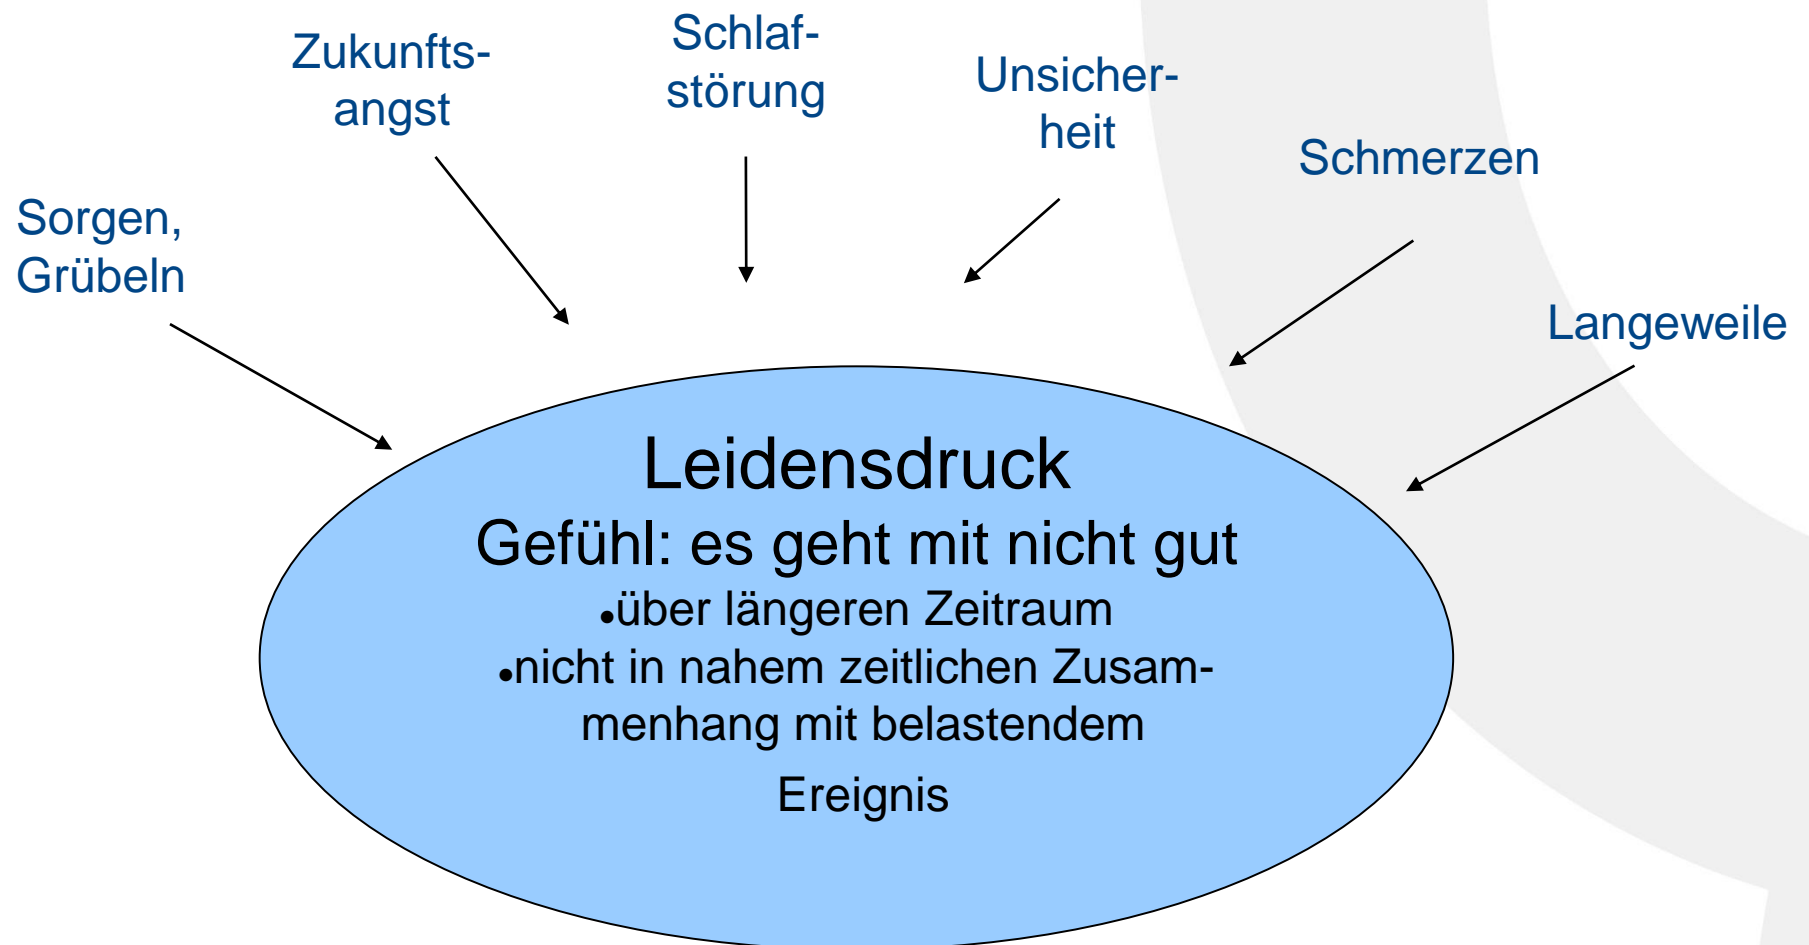 Zukunfts-
angst
Schlaf-
störung
Unsicher-
heit
Schmerzen
Sorgen,
Grübeln
Langeweile
Leidensdruck
Gefühl: es geht mit nicht gut
•über längeren Zeitraum
•nicht in nahem zeitlichen Zusam-
menhang mit belastendem
Ereignis